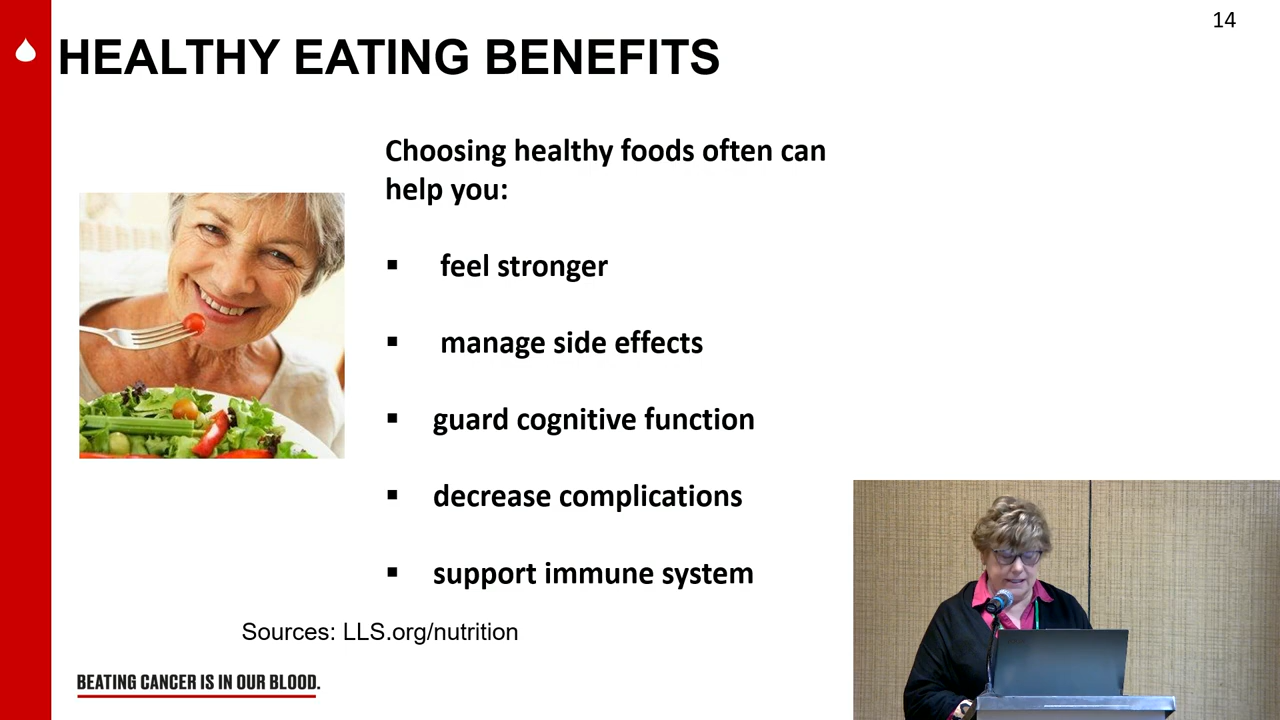 14
HEALTHY EATING BENEFITS
Choosing healthy foods often can
help you:
▪ feel stronger
▪ manage side effects
▪ guard cognitive function
▪ decrease complications
▪ support immune system
Sources: LLS.org/nutrition
BEATING CANCER IS IN OUR BLOOD.